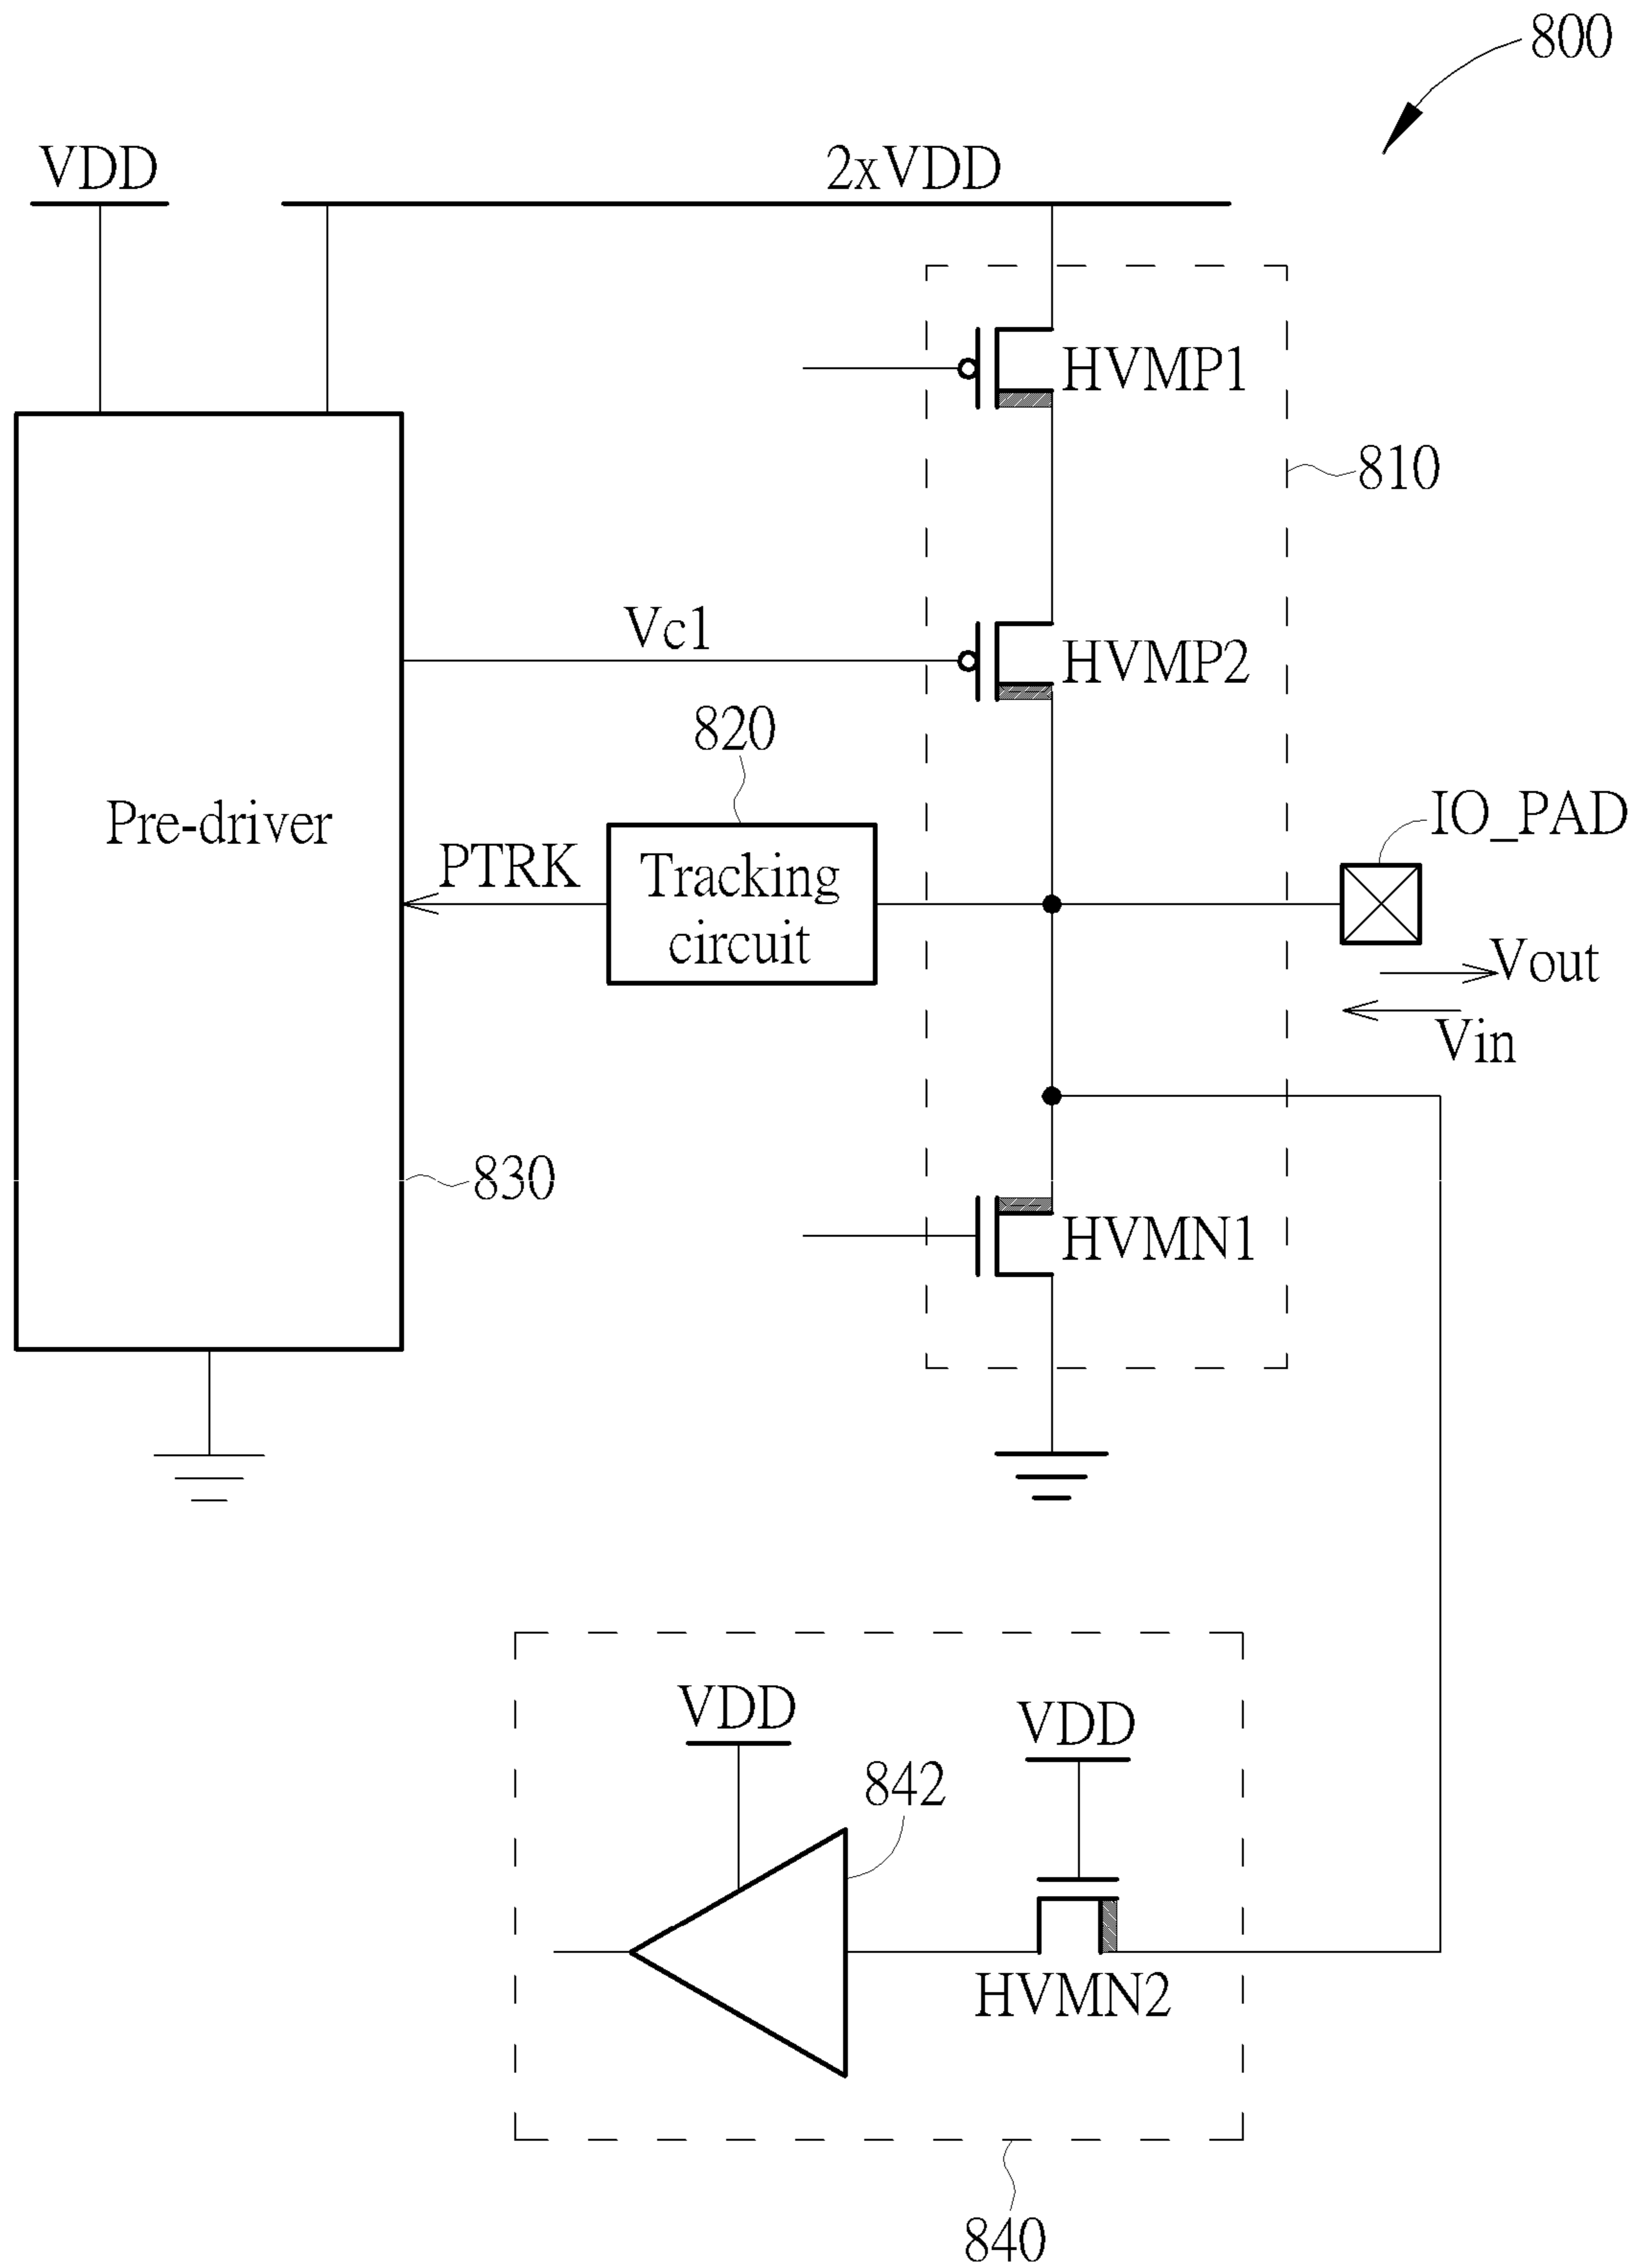 800
VDD
2xVDD
HVMP1
810
Vc1
HVMP2
820
Pre-driver
PTRK
Tracking
circuit
IO_PAD
Vout
Vin
830
HVMN1
VDD
VDD
842
HVMN2
840